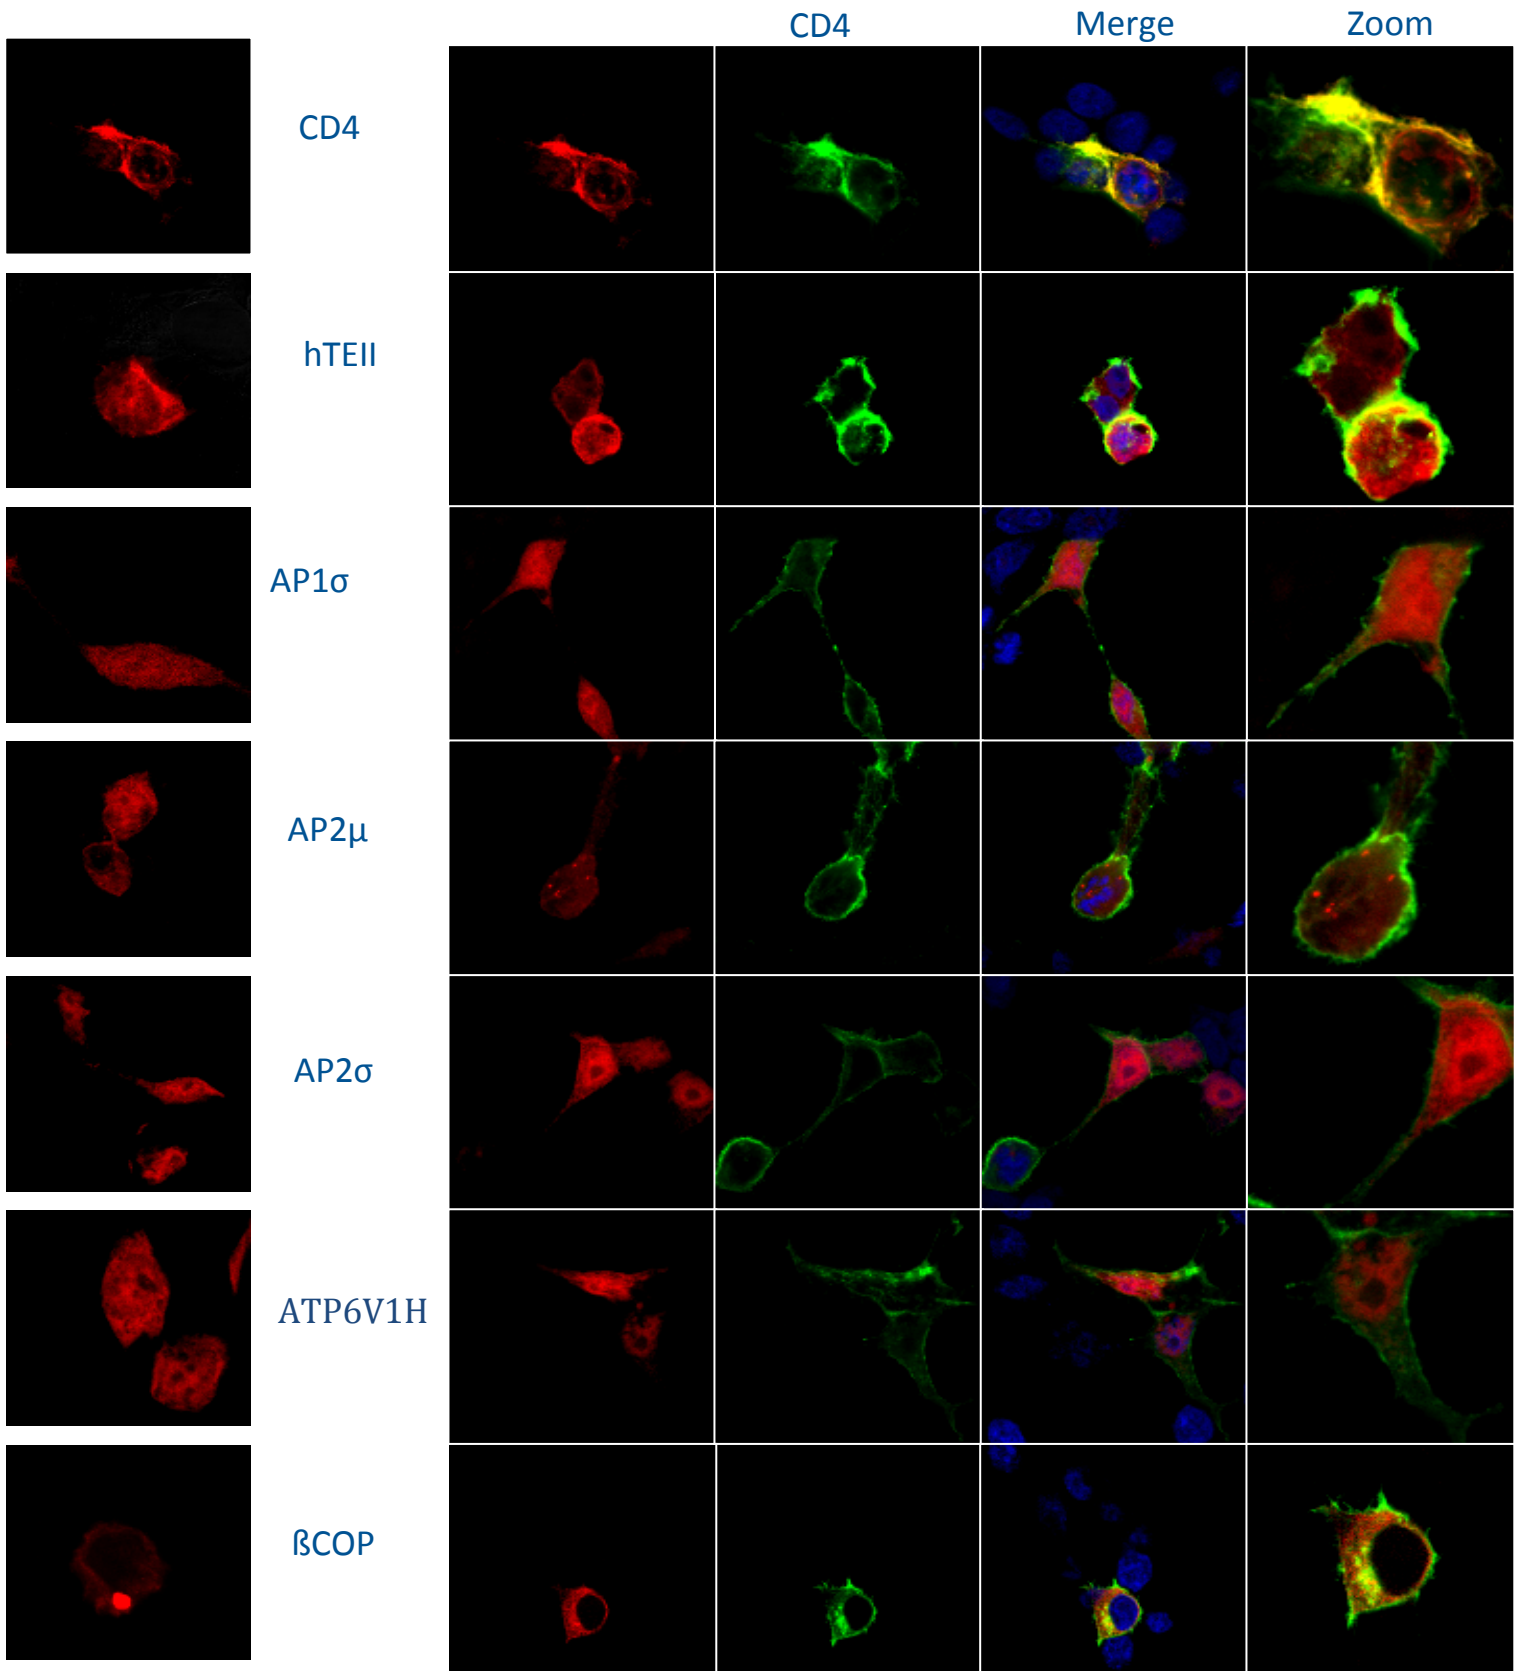 CD4 Merge Zoom
CD4
hTEII
AP1σ
AP2μ
AP2σ
ATP6V1H
ßCOP